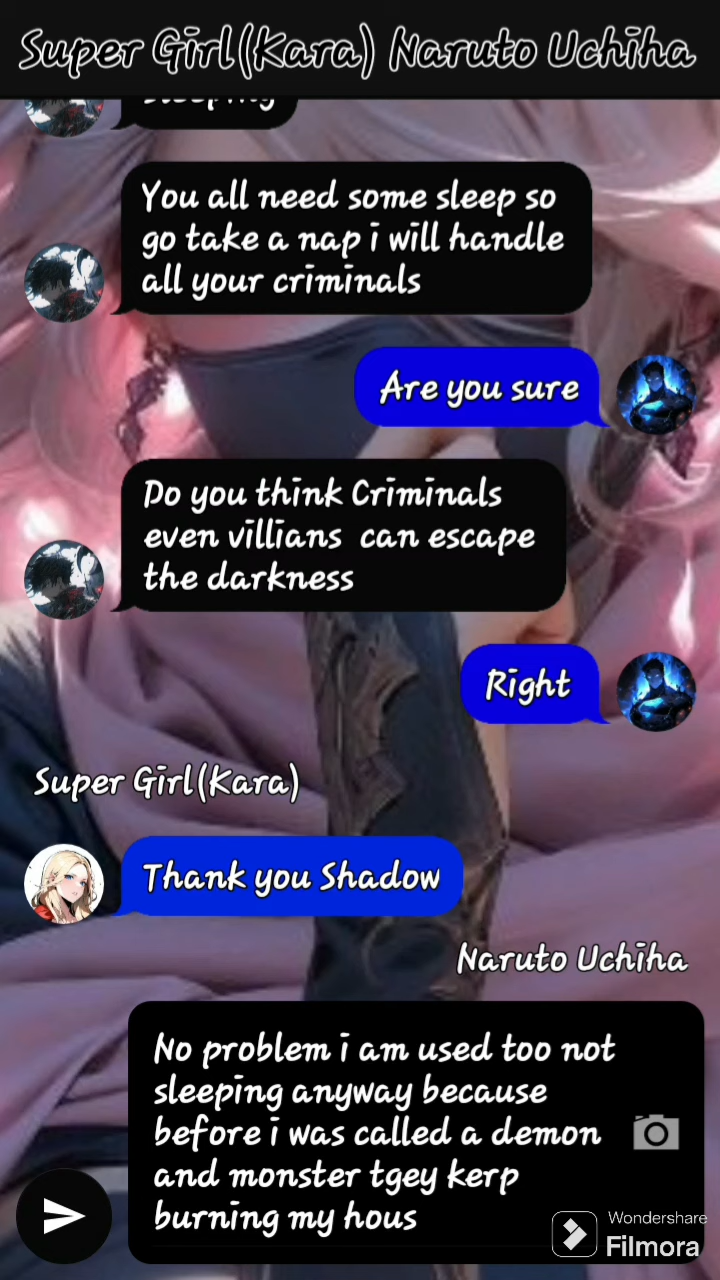 Super Girl(Kara) Naruto Uchiha
Sleeping
You all need some sleep so
go take a nap i will handle
all your criminals
Are you sure
Do you think Criminals
even villians can escape
the darkness
Right
Super Girl(Kara)
Thank you Shadow
Naruto Uchiha
No problem i am used too not
sleeping anyway because
before i was called a demon
and monster tgey kerp
burning my hous
Wondershare
Filmora